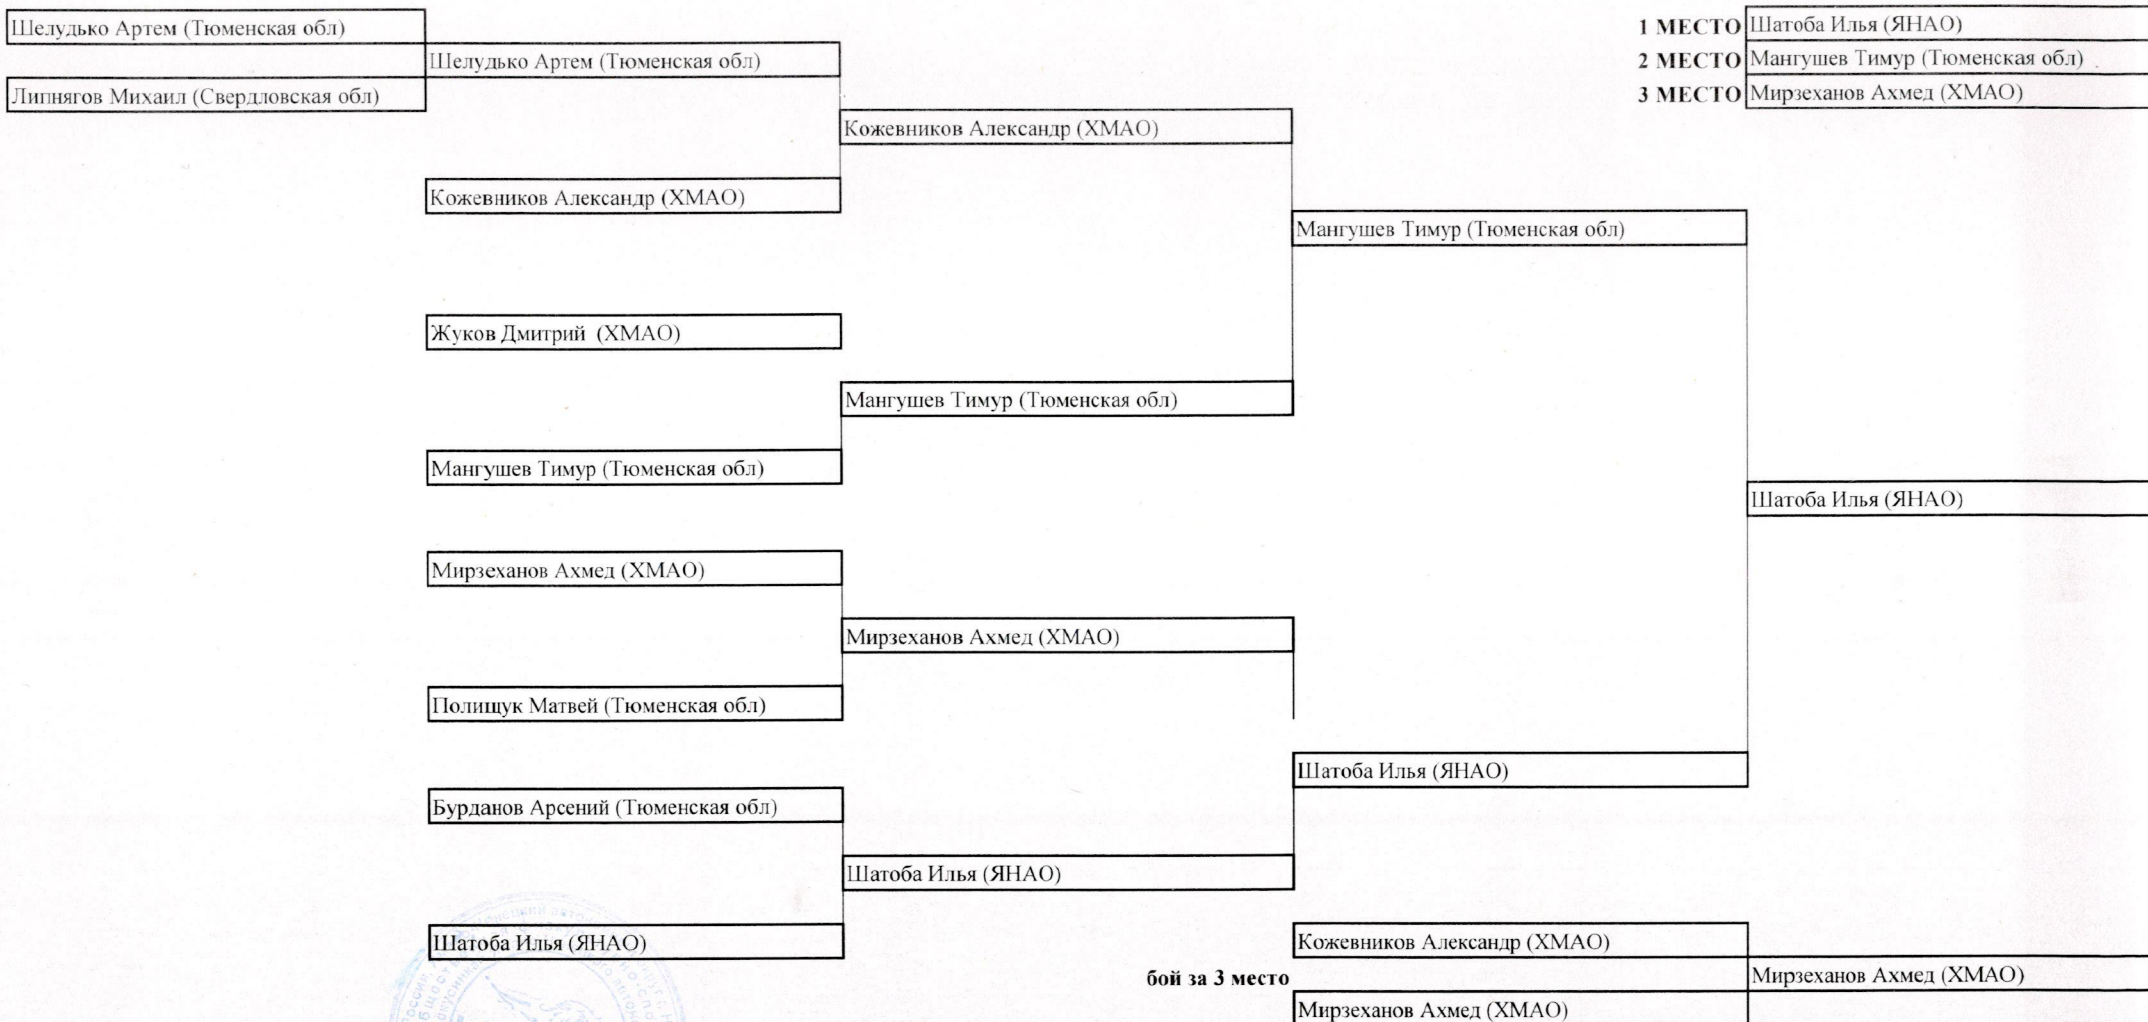 Шелудько Артем (Тюменская обл)
1 МЕСТО Шатоба Илья (ЯНАО)
Шелудько Артем (Тюменская обл)
2 МЕСТО Мангушев Тимур (Тюменская обл)
Липнягов Михаил (Свердловская обл)
3 МЕСТО Мирзеханов Ахмед (ХМАО)
Кожевников Александр (ХМАО)
Кожевников Александр (ХМАО)
Мангушев Тимур (Тюменская обл)
Жуков Дмитрий (ХМАО)
Мангушев Тимур (Тюменская обл)
Мангушев Тимур (Тюменская обл)
Шатоба Илья (ЯНАО)
Мирзеханов Ахмед (ХМАО)
Мирзеханов Ахмед (ХМАО)
Полищук Матвей (Тюменская обл)
Шатоба Илья (ЯНАО)
Бурданов Арсений (Тюменская обл)
Шатоба Илья (ЯНАО)
Шатоба Илья (ЯНАО)
Кожевников Александр (ХМАО)
бой за 3 место
Мирзеханов Ахмед (ХМАО)
Мирзеханов Ахмед (ХМАО)